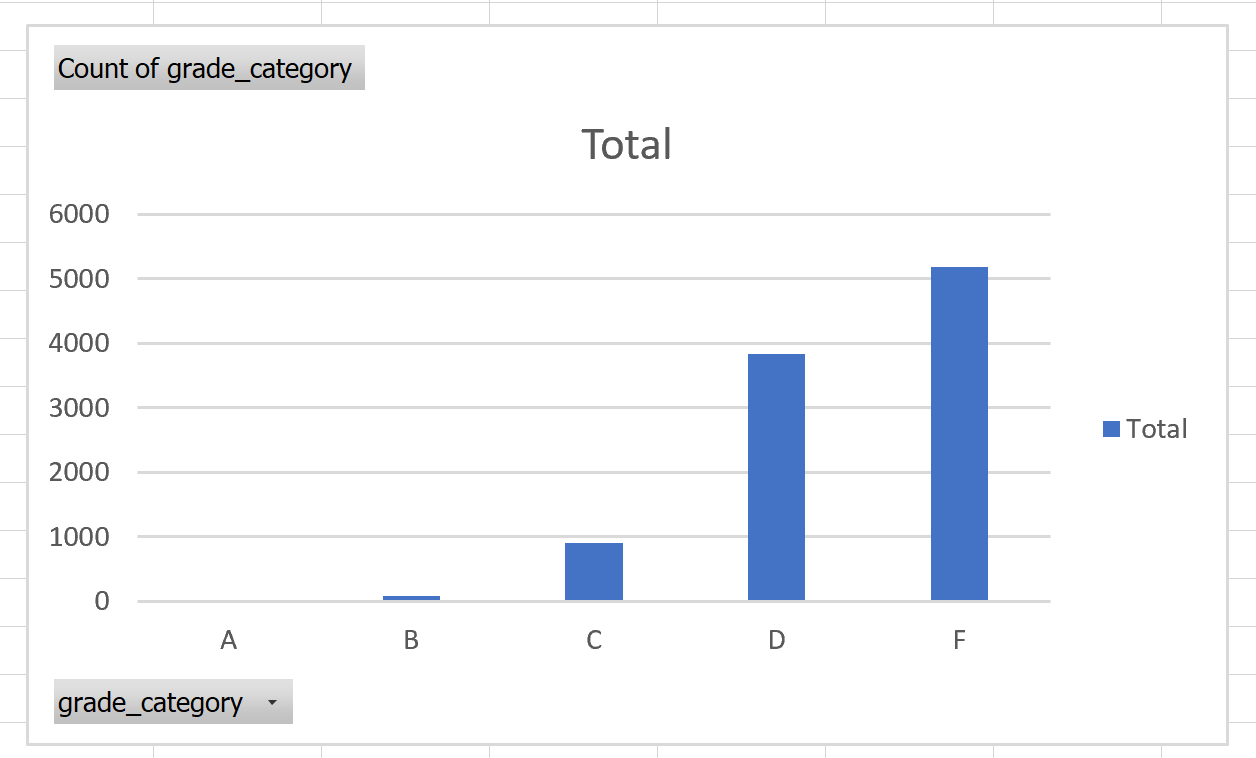 Count of grade_category
Total
6000
5000
4000
3000
2000
1000
0
Total
A B C D F
grade_category